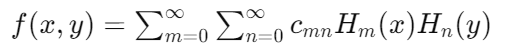 f(x, y) = ∑_{m=0}^{∞} ∑_{n=0}^{∞} c_{mn}H_m(x)H_n(y)